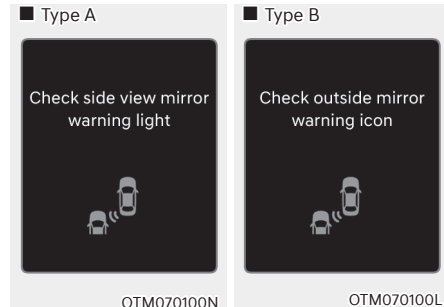 ■ Type A
Check side view mirror
warning light
OTM070100N
■ Type B
Check outside mirror
warning icon
OTM070100L